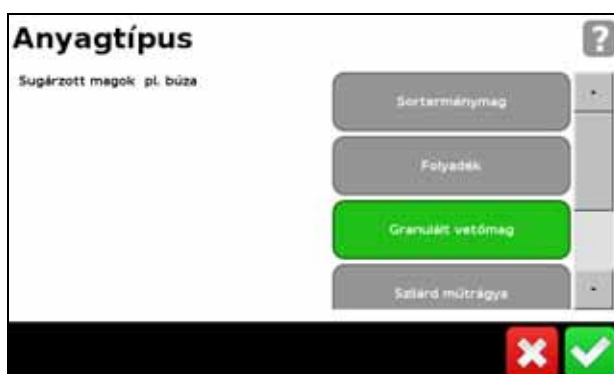 Anyagtípus
?
Sugárzott magok pl. búza
Sortermánymag
Folyadék
Granulált vetőmag
Szilárd műtrágya